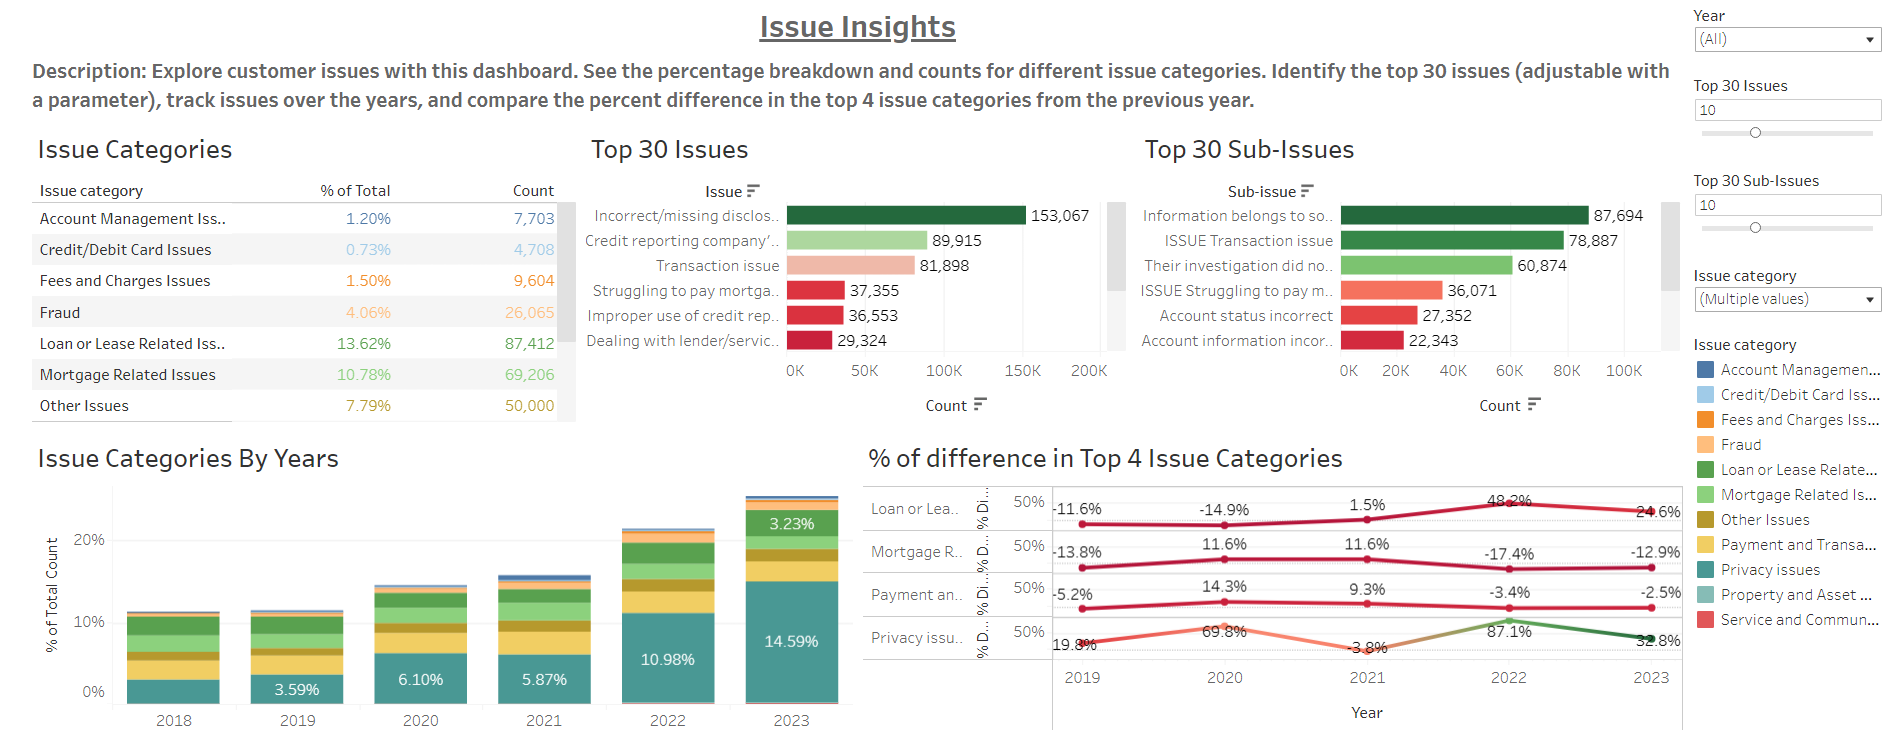 Issue Insights
Description: Explore customer issues with this dashboard. See the percentage breakdown and counts for different issue categories. Identify the top 30 issues (adjustable with
a parameter), track issues over the years, and compare the percent difference in the top 4 issue categories from the previous year.
Issue Categories
Issue category % of Total Count
Account Management Iss.. 1.20% 7,703
Credit/Debit Card Issues 0.73% 4,708
Fees and Charges Issues 1.50% 9,604
Fraud 4.06% 26,065
Loan or Lease Related Iss.. 13.62% 87,412
Mortgage Related Issues 10.78% 69,206
Other Issues 7.79% 50,000
Top 30 Issues
Issue
Incorrect/missing disclos.. 153,067
Credit reporting company'.. 89,915
Transaction issue 81,898
Struggling to pay mortga.. 37,355
Improper use of credit rep.. 36,553
Dealing with lender/servic.. 29,324
0K 50K 100K 150K 200K
Count
Top 30 Sub-Issues
Sub-issue
Information belongs to so.. 87,694
ISSUE Transaction issue 78,887
Their investigation did no.. 60,874
ISSUE Struggling to pay m.. 36,071
Account status incorrect 27,352
Account information incor.. 22,343
0K 20K 40K 60K 80K 100K
Count
Issue Categories By Years
% of Total Count
20%
10%
0%
3.59%
6.10%
5.87%
10.98%
3.23%
14.59%
2018 2019 2020 2021 2022 2023
% of difference in Top 4 Issue Categories
Loan or Lea.. % Di... 50% -11.6% -14.9% 1.5% 48.2% 24.6%
Mortgage R.. % D... 50% -13.8% 11.6% 11.6% -17.4% -12.9%
Payment an.. % Di... 50% -5.2% 14.3% 9.3% -3.4% -2.5%
Privacy issu.. % D... 50% 19.8% 69.8% -3.8% 87.1% 32.8%
2019 2020 2021 2022 2023
Year
Year
(All)
Top 30 Issues
10
Top 30 Sub-Issues
10
Issue category
(Multiple values)
Issue category
Account Managemen...
Credit/Debit Card Iss...
Fees and Charges Iss...
Fraud
Loan or Lease Relate...
Mortgage Related Is...
Other Issues
Payment and Transa...
Privacy issues
Property and Asset ...
Service and Commun...